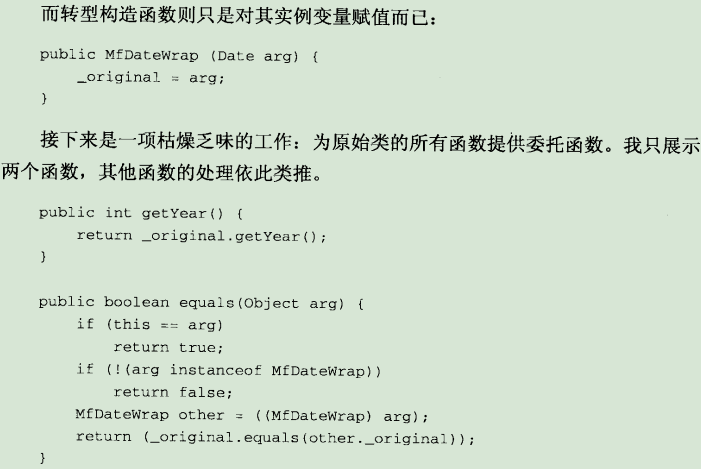 而转型构造函数则只是对其实例变量赋值而已：
public MfDateWrap (Date arg) {
_original = arg;
}
接下来是一项枯燥乏味的工作：为原始类的所有函数提供委托函数。我只展示
两个函数，其他函数的处理依此类推。
public int getYear() {
return _original.getYear();
}
public boolean equals(Object arg) {
if (this == arg)
return true;
if (!(arg instanceof MfDateWrap))
return false;
MfDateWrap other = ((MfDateWrap) arg);
return (_original.equals(other._original));
}